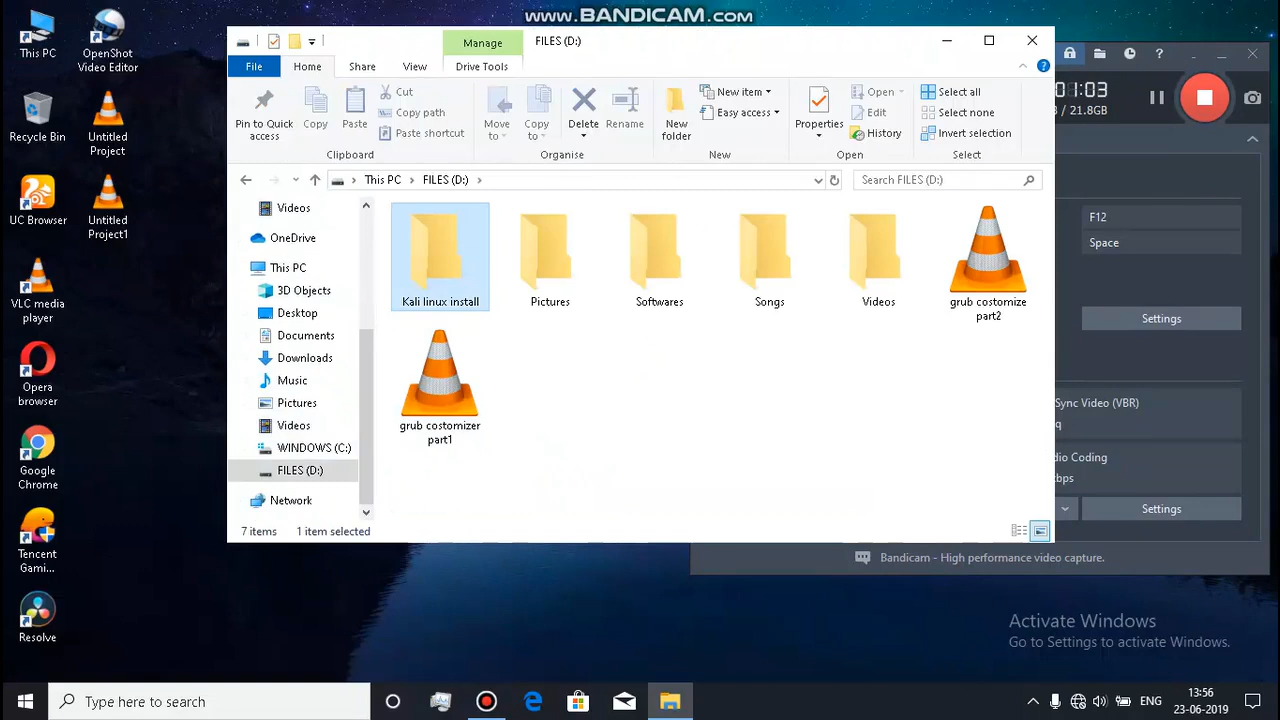 www.BANDICAM.com
This PC
OpenShot
Video Editor
Recycle Bin
Untitled
Project
UC Browser
Untitled
Project1
VLC media
player
Opera
browser
Google
Chrome
Tencent
Gami...
Resolve
Manage
FILES (D:)
File
Home
Share
View
Drive Tools
Pin to Quick
access
Copy
Paste
Cut
Copy path
Paste shortcut
Clipboard
Move
to
Copy
to
Delete
Rename
Organise
New
folder
New item
Easy access
New
Properties
Open
Edit
History
Open
Select all
Select none
Invert selection
Select
This PC
FILES (D:)
Search FILES (D:)
Videos
OneDrive
This PC
3D Objects
Desktop
Documents
Downloads
Music
Pictures
Videos
WINDOWS (C:)
FILES (D:)
Network
Kali linux install
Pictures
Softwares
Songs
Videos
grub costomize
part2
grub costomizer
part1
7 items
1 item selected
1:03
/ 21.8GB
F12
Space
Settings
Sync Video (VBR)
Settings
Bandicam - High performance video capture.
Activate Windows
Go to Settings to activate Windows.
Type here to search
ENG
13:56
23-06-2019